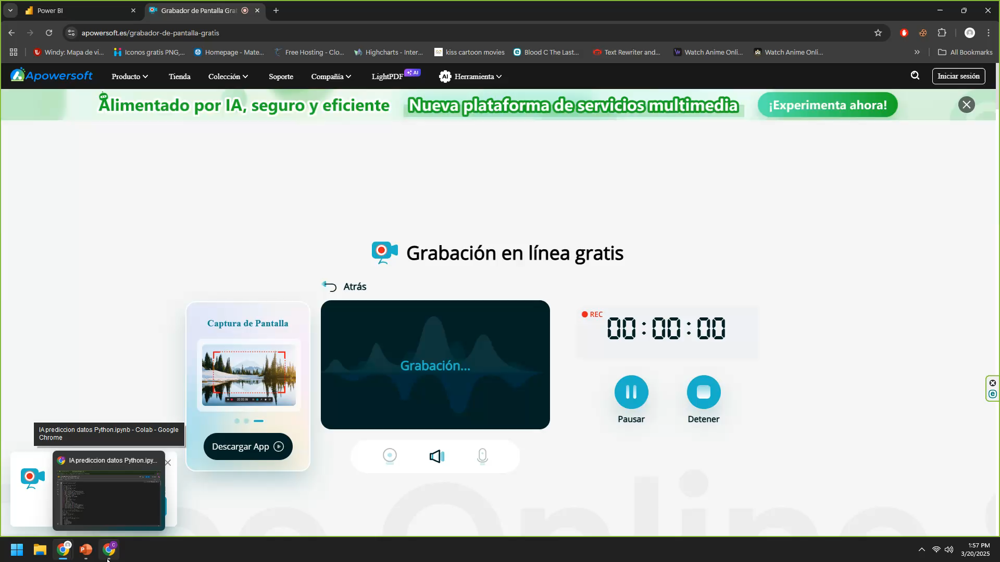 Power BI
Grabador de Pantalla Grat
apowersoft.es/grabador-de-pantalla-gratis
Windy: Mapa de vi...
Iconos gratis PNG,...
Homepage - Mate...
Free Hosting - Clo...
Highcharts - Inter...
kiss cartoon movies
Blood C The Last...
Text Rewriter and...
Watch Anime Onli...
Watch Anime Onli...
All Bookmarks
Apowersoft
Producto
Tienda
Colección
Soporte
Compañía
LightPDF
AI
AI
Herramienta
Iniciar sesión
Alimentado por IA, seguro y eficiente
Nueva plataforma de servicios multimedia
¡Experimenta ahora!
Grabación en línea gratis
Atrás
Captura de Pantalla
Descargar App
Grabación...
REC
00:00:00
Pausar
Detener
IA prediccion datos Python.ipynb - Colab - Google
Chrome
IA prediccion datos Python.ipy...
Online
1:57 PM
3/20/2025